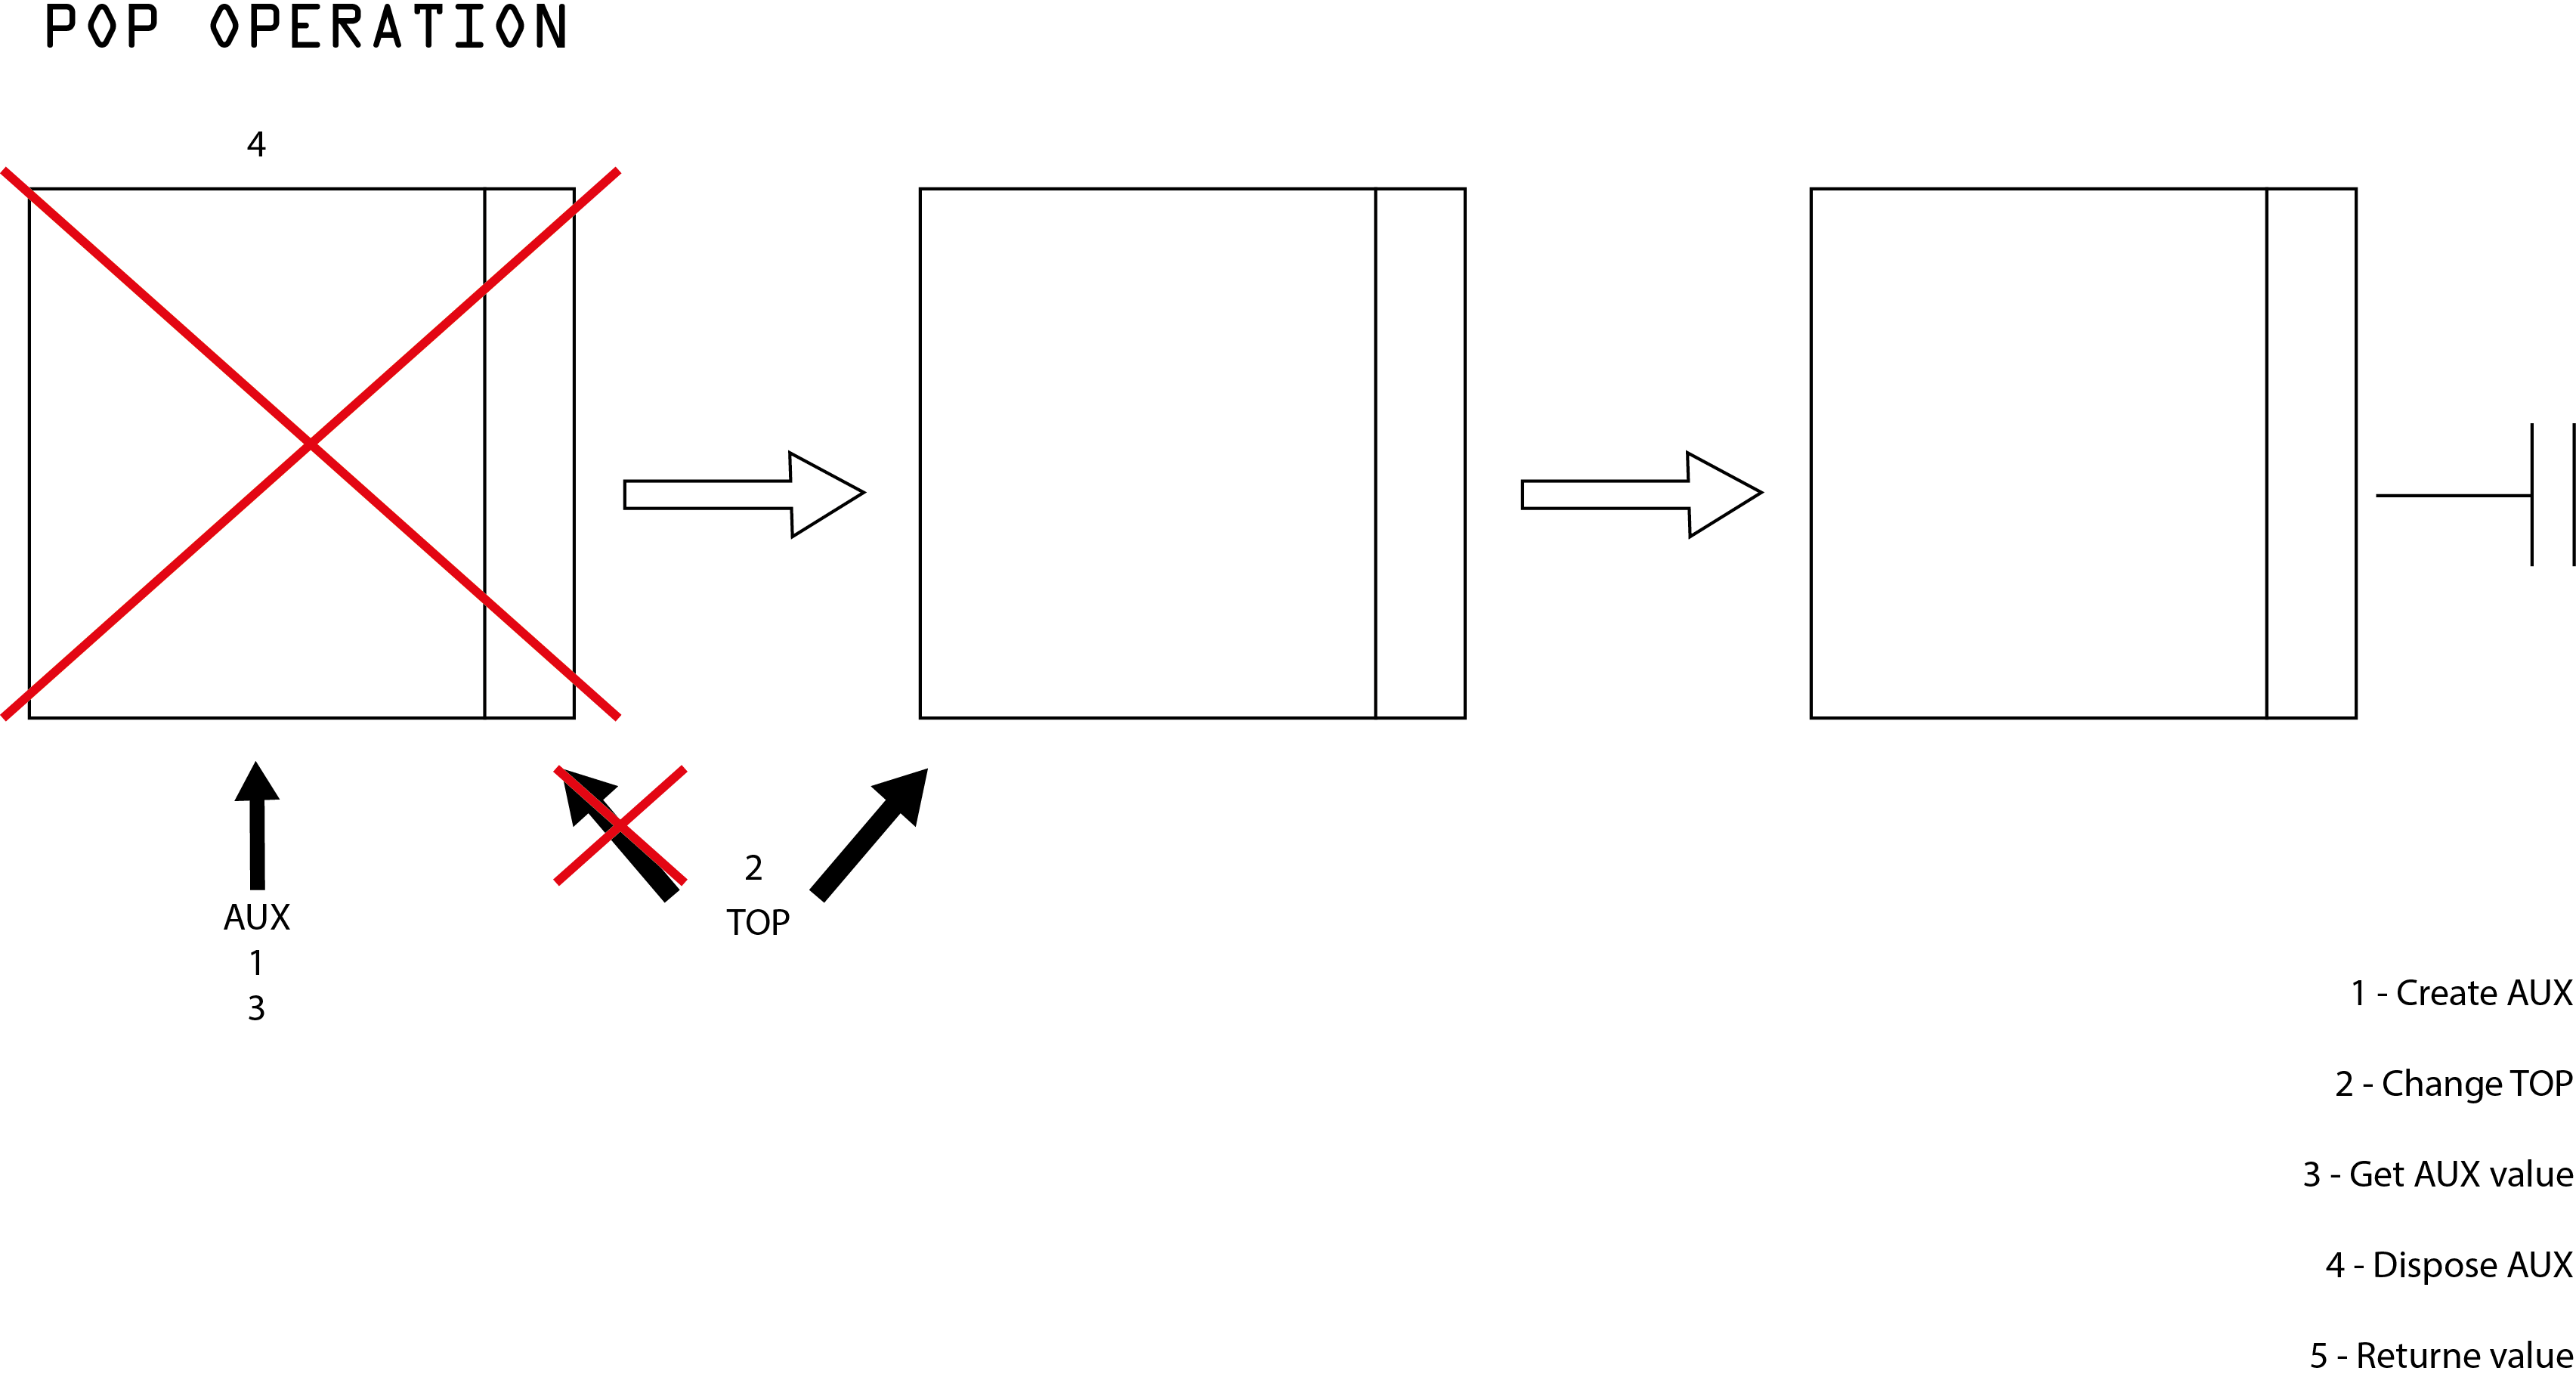 POP OPERATION
4
2
TOP
AUX
1
3
1 - Create AUX
2 - Change TOP
3 - Get AUX value
4 - Dispose AUX
5 - Returne value